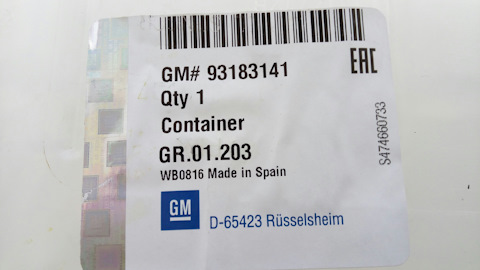 GM# 93183141
EAC
Qty 1
Container
GR.01.203
WB0816 Made in Spain
GM
D-65423 Rüsselsheim
S474660733